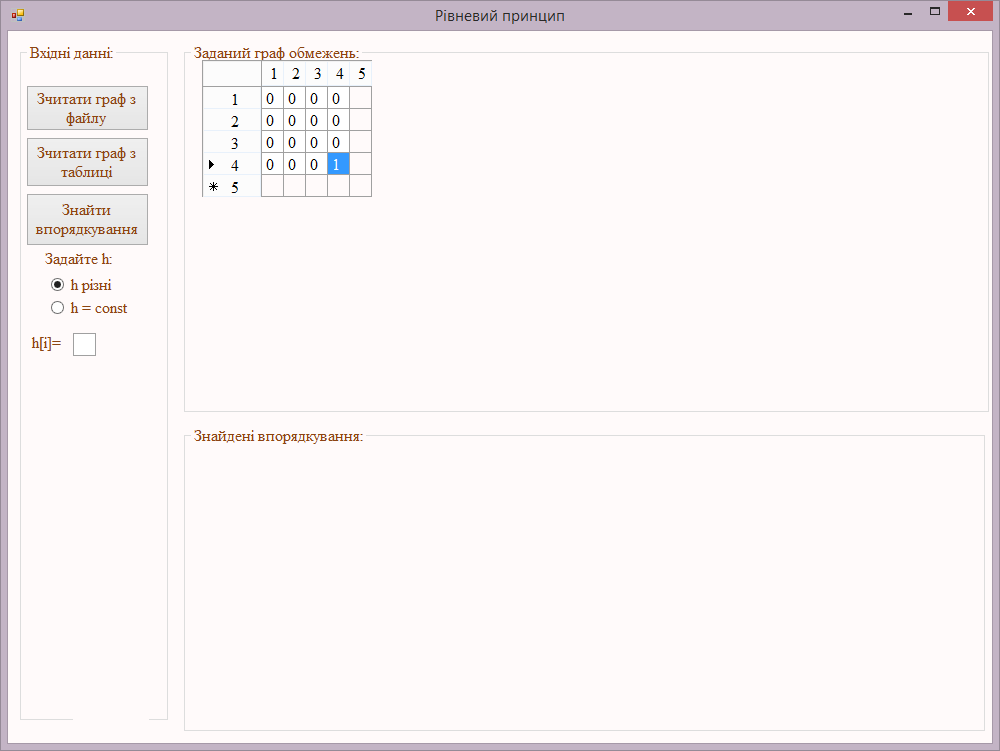 Рівневий принцип
Вхідні данні:
Зчитати граф з
файлу
Зчитати граф з
таблиці
Знайти
впорядкування
Задайте h:
h різні
h = const
h[i]=
Заданий граф обмежень:
1 2 3 4 5
1 0 0 0 0
2 0 0 0 0
3 0 0 0 0
4 0 0 0 1
5
Знайдені впорядкування: